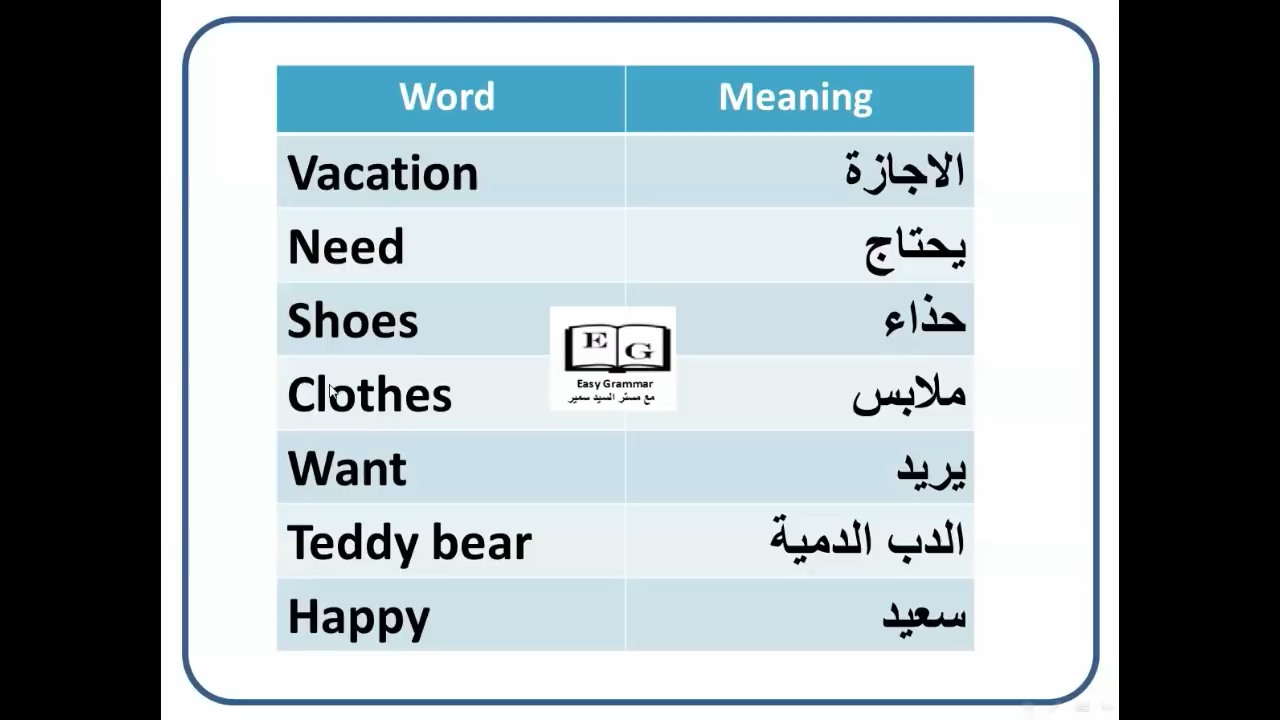 Word Meaning
Vacation الاجازة
Need يحتاج
Shoes حذاء
Clothes ملابس
Want يريد
Teddy bear الدب الدمية
Happy سعيد
E G
Easy Grammar
مع مستر السيد سمير